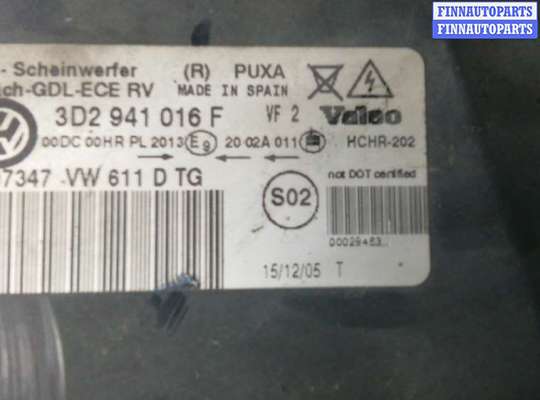 FINNAUTOPARTS
FINNAUTOPARTS
- Scheinwerfer (R) PUXA
ch-GDL-ECE RV MADE IN SPAIN
3D2 941 016 F VF 2 Valeo
00DC 00HR PL 2013 E9 20 02A 011 HCHR-202
7347 VW 611 D TG S02 not DOT certified
00029453
15/12/05 T